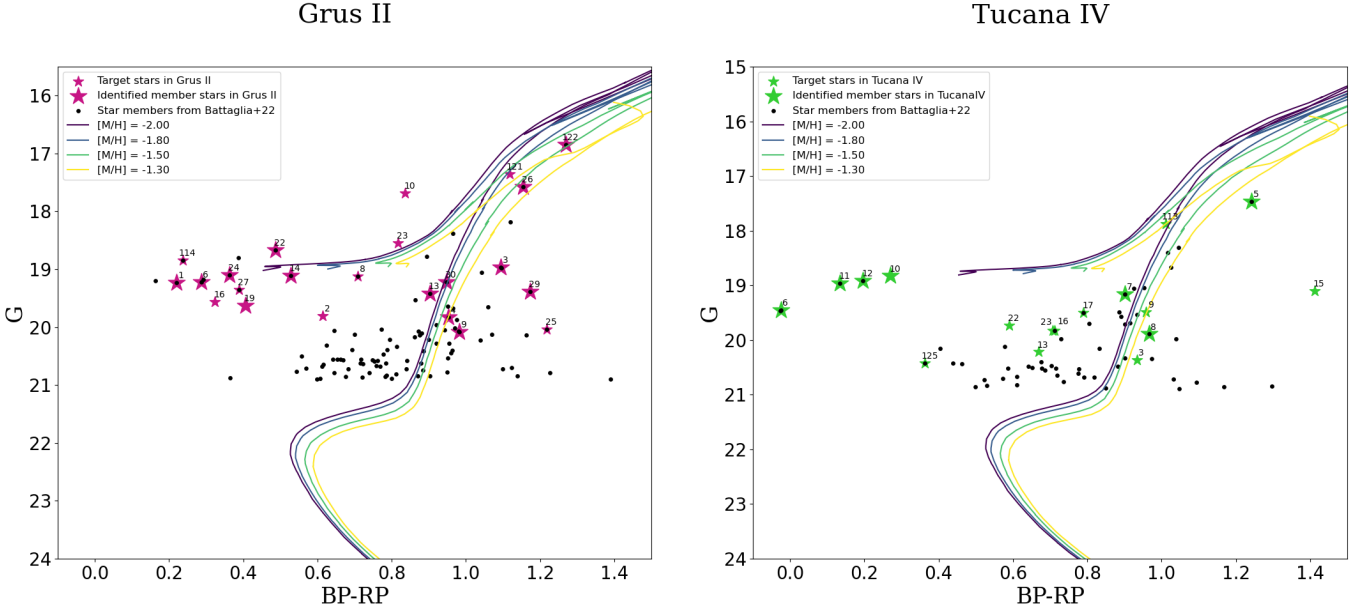 Grus II
Tucana IV
Target stars in Grus II
Identified member stars in Grus II
Star members from Battaglia+22
[M/H] = -2.00
[M/H] = -1.80
[M/H] = -1.50
[M/H] = -1.30
122
121
26
10
23
22
114
1
6
24
14
8
30
3
16
27
19
13
29
2
9
25
16
17
18
19
20
21
22
23
24
G
0.0 0.2 0.4 0.6 0.8 1.0 1.2 1.4
BP-RP
Target stars in Tucana IV
Identified member stars in TucanaIV
Star members from Battaglia+22
[M/H] = -2.00
[M/H] = -1.80
[M/H] = -1.50
[M/H] = -1.30
5
113
11
12
10
7
15
6
17
9
22
23
16
8
13
3
125
15
16
17
18
19
20
21
22
23
24
G
0.0 0.2 0.4 0.6 0.8 1.0 1.2 1.4
BP-RP